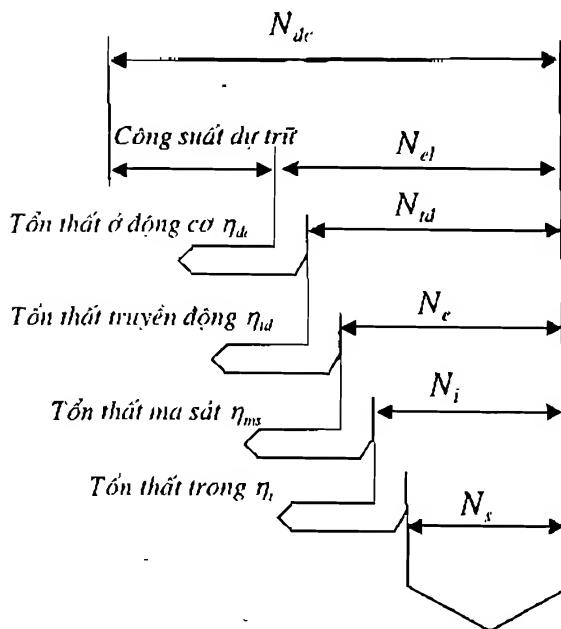 N_dc
Công suất dự trữ
N_el
Tổn thất ở động cơ η_dc
N_td
Tổn thất truyền động η_td
N_e
Tổn thất ma sát η_ms
N_i
Tổn thất trong η_i
N_s